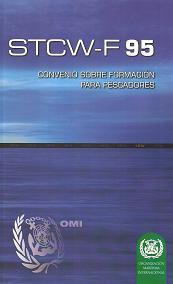 STCW-F 95
CONVENIO SOBRE FORMACIÓN
PARA PESCADORES
OMI
ORGANIZACIÓN
MARÍTIMA
INTERNACIONAL